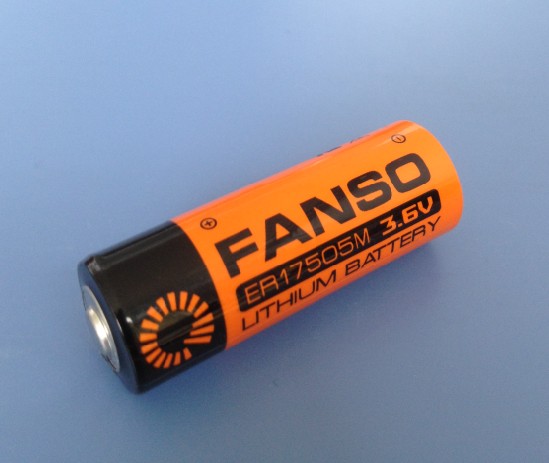 FANSO
ER17505M 3.6V
LITHIUM BATTERY